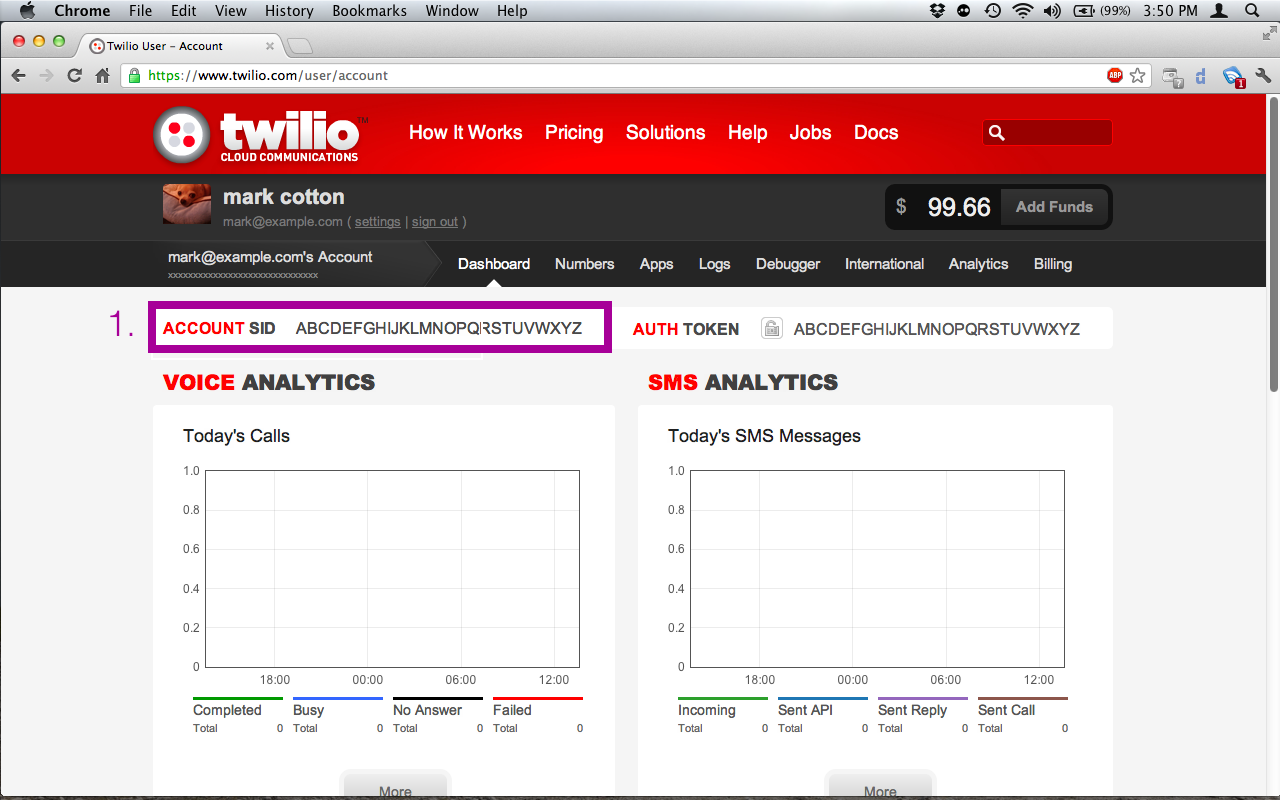 Chrome File Edit View History Bookmarks Window Help (99%) 3:50 PM
Twilio User – Account
https://www.twilio.com/user/account ABP 1
twilio TM
CLOUD COMMUNICATIONS
How It Works Pricing Solutions Help Jobs Docs
mark cotton
mark@example.com ( settings | sign out )
$ 99.66 Add Funds
mark@example.com's Account
Dashboard Numbers Apps Logs Debugger International Analytics Billing
1. ACCOUNT SID ABCDEFGHIJKLMNOPQRSTUVWXYZ AUTH TOKEN ABCDEFGHIJKLMNOPQRSTUVWXYZ
VOICE ANALYTICS SMS ANALYTICS
Today's Calls
1.0
0.8
0.6
0.4
0.2
0
18:00 00:00 06:00 12:00
Completed Busy No Answer Failed
Total 0 Total 0 Total 0 Total 0
More
Today's SMS Messages
1.0
0.8
0.6
0.4
0.2
0
18:00 00:00 06:00 12:00
Incoming Sent API Sent Reply Sent Call
Total 0 Total 0 Total 0 Total 0
More